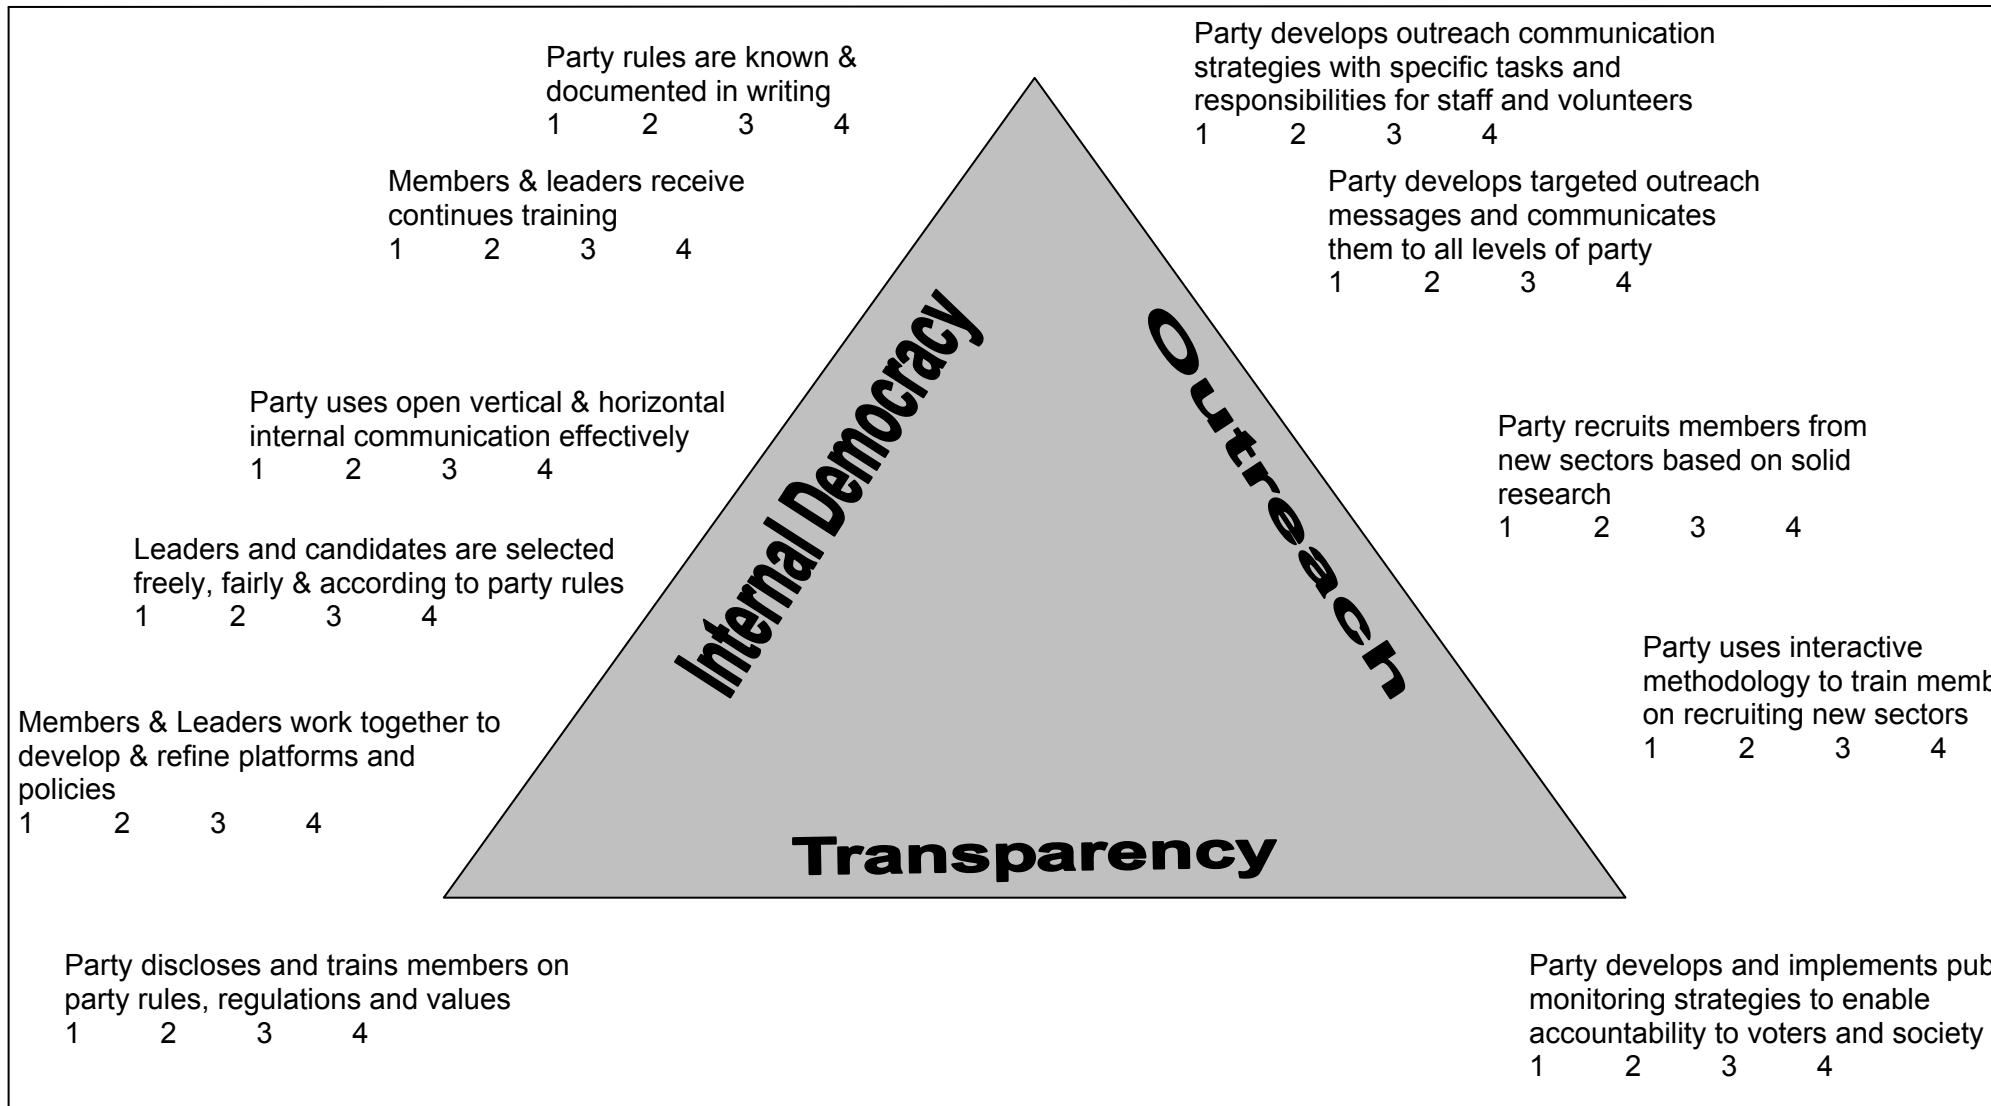 Party rules are known &
documented in writing
1 2 3 4
Members & leaders receive
continues training
1 2 3 4
Party uses open vertical & horizontal
internal communication effectively
1 2 3 4
Leaders and candidates are selected
freely, fairly & according to party rules
1 2 3 4
Members & Leaders work together to
develop & refine platforms and
policies
1 2 3 4
Internal Democracy
Party develops outreach communication
strategies with specific tasks and
responsibilities for staff and volunteers
1 2 3 4
Party develops targeted outreach
messages and communicates
them to all levels of party
1 2 3 4
Outreach
Party recruits members from
new sectors based on solid
research
1 2 3 4
Party uses interactive
methodology to train
on recruiting new sectors
1 2 3 4
Transparency
Party discloses and trains members on
party rules, regulations and values
1 2 3 4
Party develops and implements
monitoring strategies to enable
accountability to voters and society
1 2 3 4